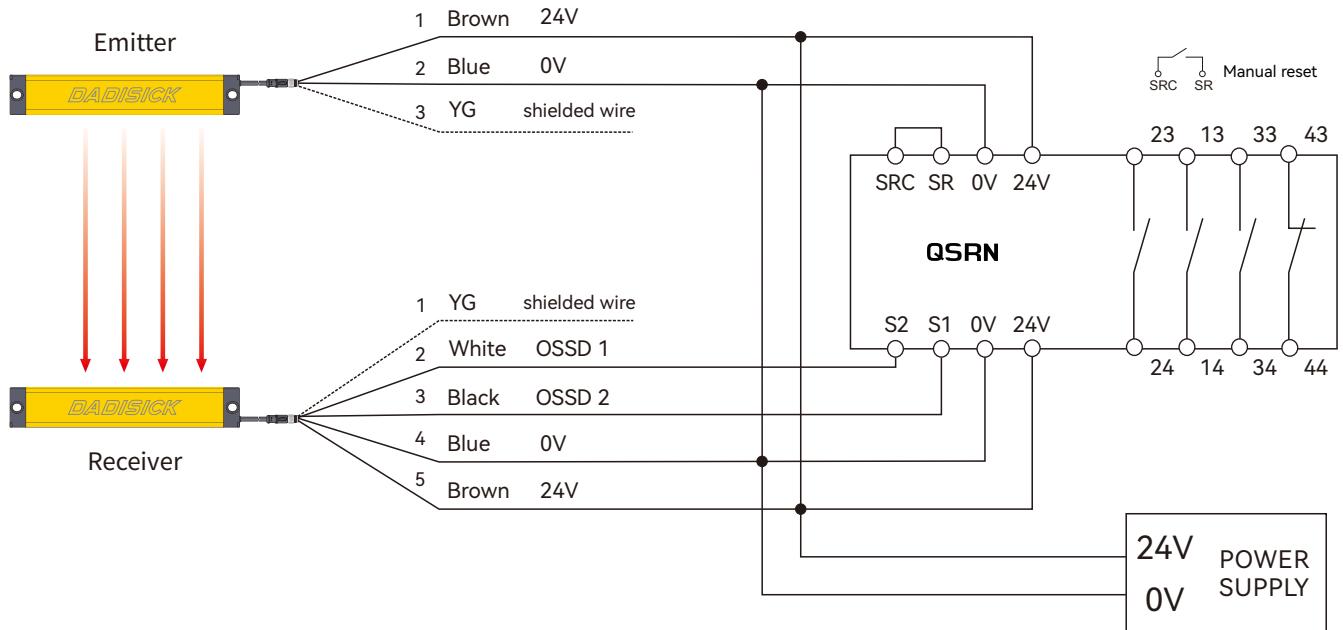 Emitter
DADISICK
1 Brown 24V
2 Blue 0V
3 YG shielded wire
SRC SR Manual reset
23 13 33 43
SRC SR 0V 24V
QSRN
S2 S1 0V 24V
24 14 34 44
1 YG shielded wire
2 White OSSD 1
3 Black OSSD 2
4 Blue 0V
5 Brown 24V
DADISICK
Receiver
24V
0V
POWER
SUPPLY